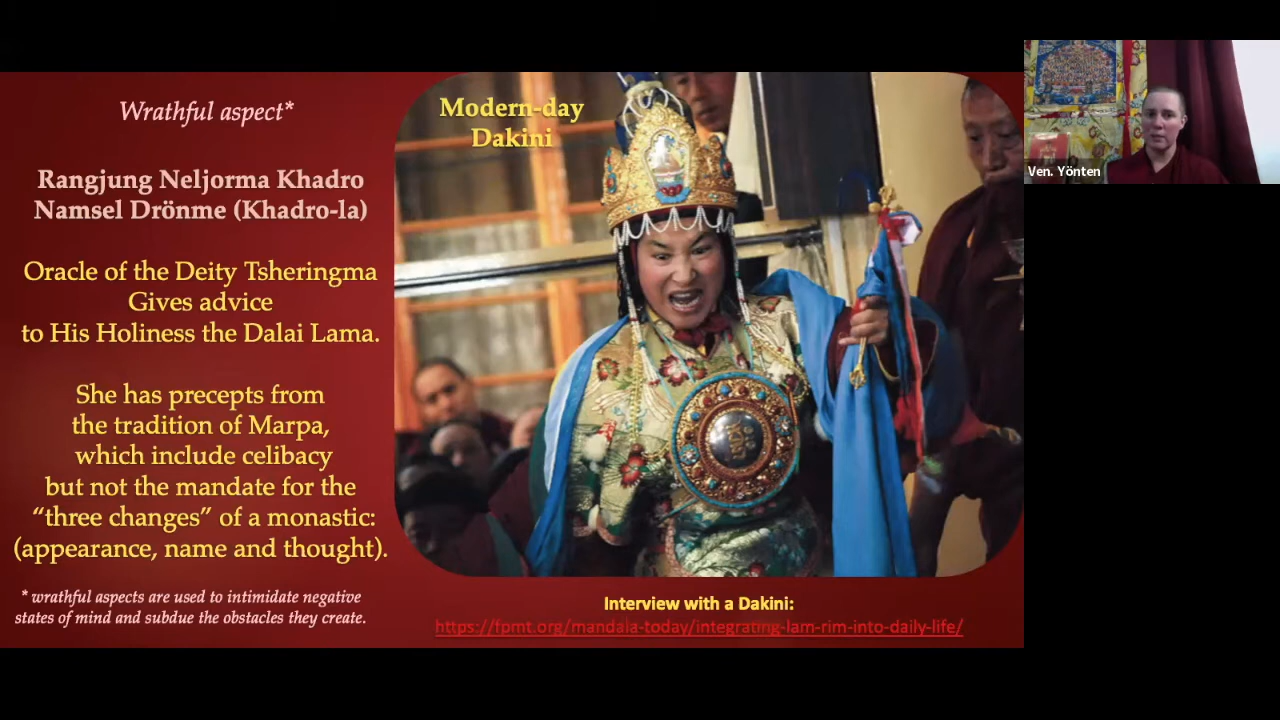 Wrathful aspect*
Rangjung Neljorma Khadro
Namsel Drönme (Khadro-la)
Oracle of the Deity Tsheringma
Gives advice
to His Holiness the Dalai Lama.
She has precepts from
the tradition of Marpa,
which include celibacy
but not the mandate for the
“three changes” of a monastic:
(appearance, name and thought).
* wrathful aspects are used to intimidate negative
states of mind and subdue the obstacles they create.
Modern-day
Dakini
Interview with a Dakini:
https://fpmt.org/mandala-today/integrating-lam-rim-into-daily-life/
Ven. Yönten